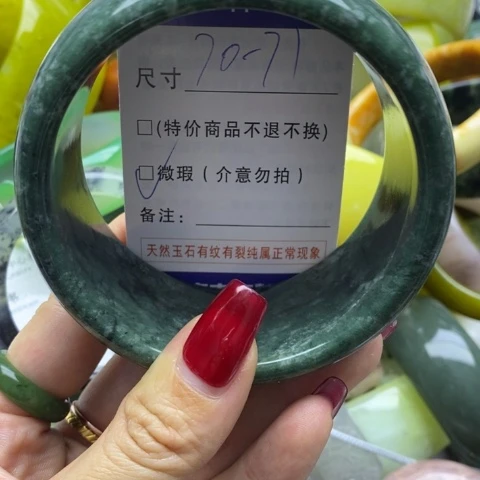 尺寸 70-71
□(特价商品不退不换)
□微瑕(介意勿拍)
备注:
天然玉石有纹有裂纯属正常现象